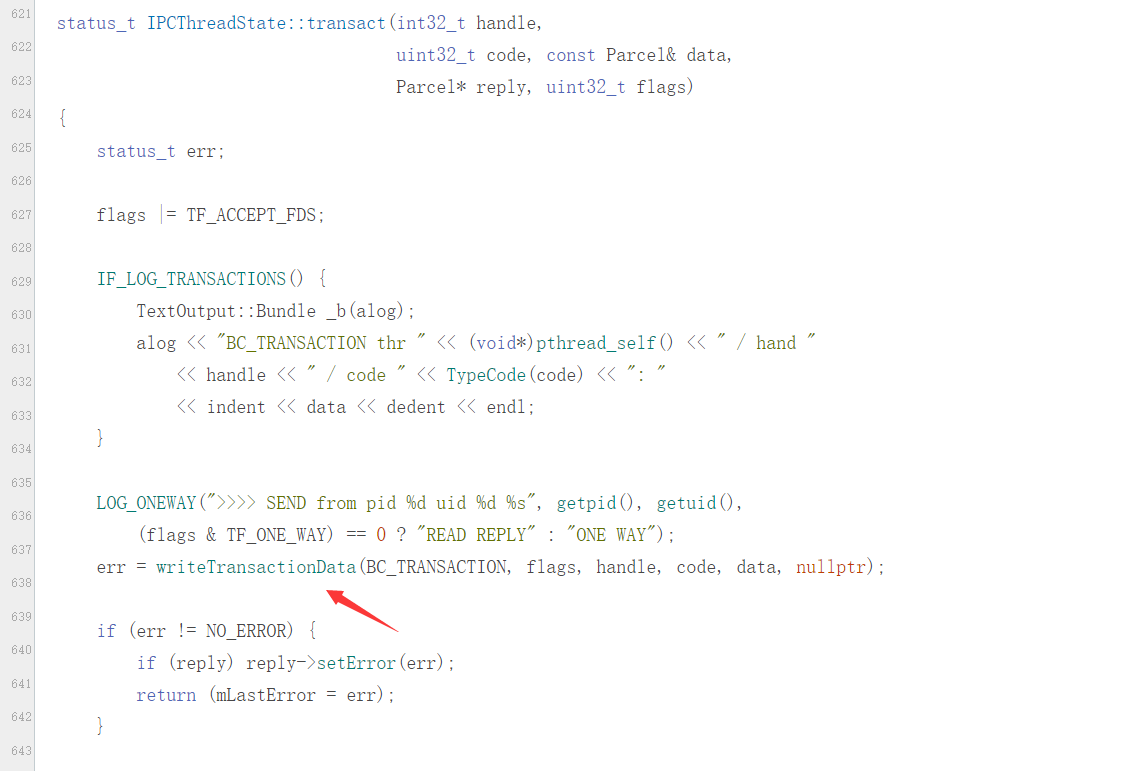 621 status_t IPCThreadState::transact(int32_t handle,
622 uint32_t code, const Parcel& data,
623 Parcel* reply, uint32_t flags)
624 {
625 status_t err;
626
627 flags |= TF_ACCEPT_FDS;
628
629 IF_LOG_TRANSACTIONS() {
630 TextOutput::Bundle _b(alog);
631 alog << "BC_TRANSACTION thr " << (void*)pthread_self() << " / hand "
632 << handle << " / code " << TypeCode(code) << ": "
633 << indent << data << dedent << endl;
634 }
635
636 LOG_ONEWAY(">>>> SEND from pid %d uid %d %s", getpid(), getuid(),
637 (flags & TF_ONE_WAY) == 0 ? "READ REPLY" : "ONE WAY");
638 err = writeTransactionData(BC_TRANSACTION, flags, handle, code, data, nullptr);
639
640 if (err != NO_ERROR) {
641 if (reply) reply->setError(err);
642 return (mLastError = err);
643 }